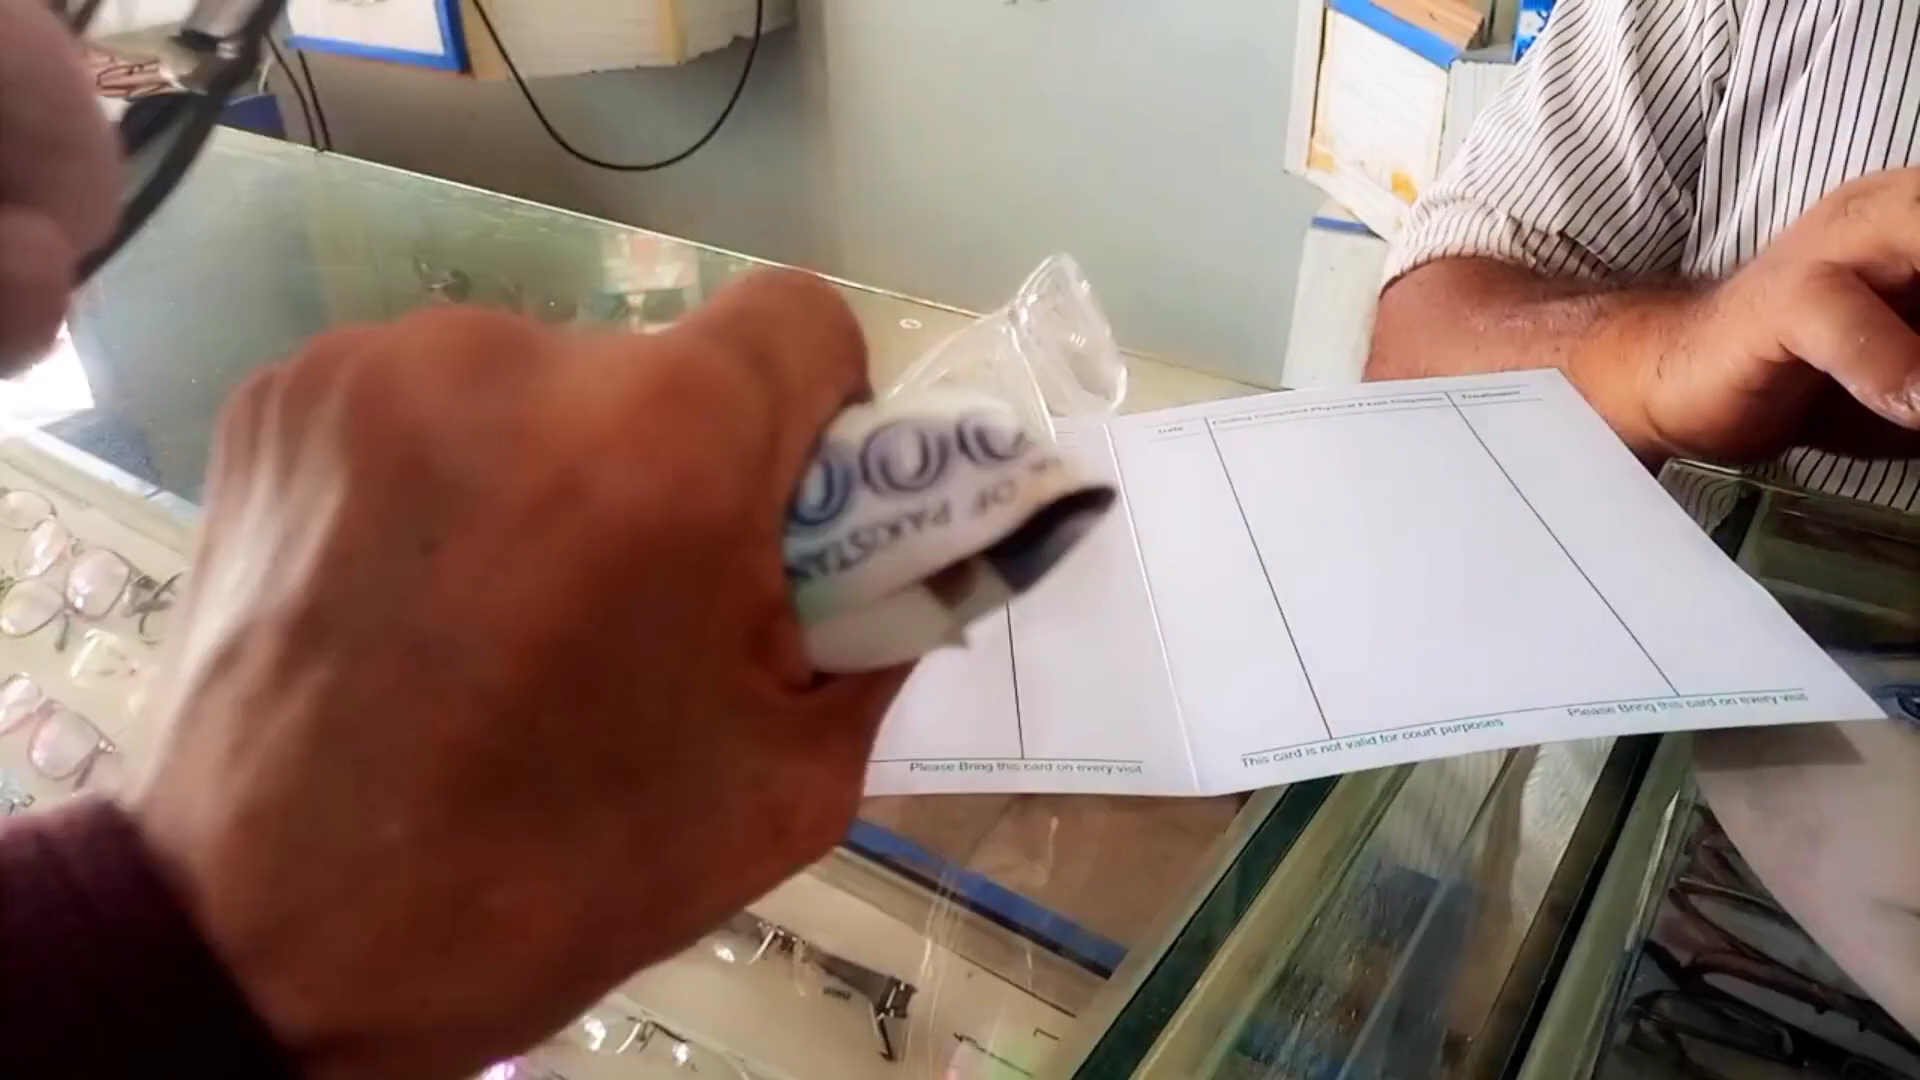 Date
Treatment
000
OF PAKISTAN
This card is not valid for court purposes
Please Bring this card on every visit
Please Bring this card on every visit